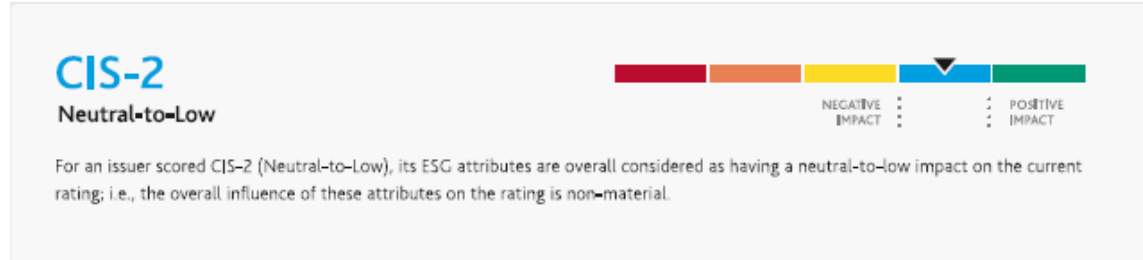 CIS-2
Neutral-to-Low
NEGATIVE
IMPACT
POSITIVE
IMPACT
For an issuer scored CIS-2 (Neutral-to-Low), its ESG attributes are overall considered as having a neutral-to-low impact on the current
rating; i.e., the overall influence of these attributes on the rating is non-material.